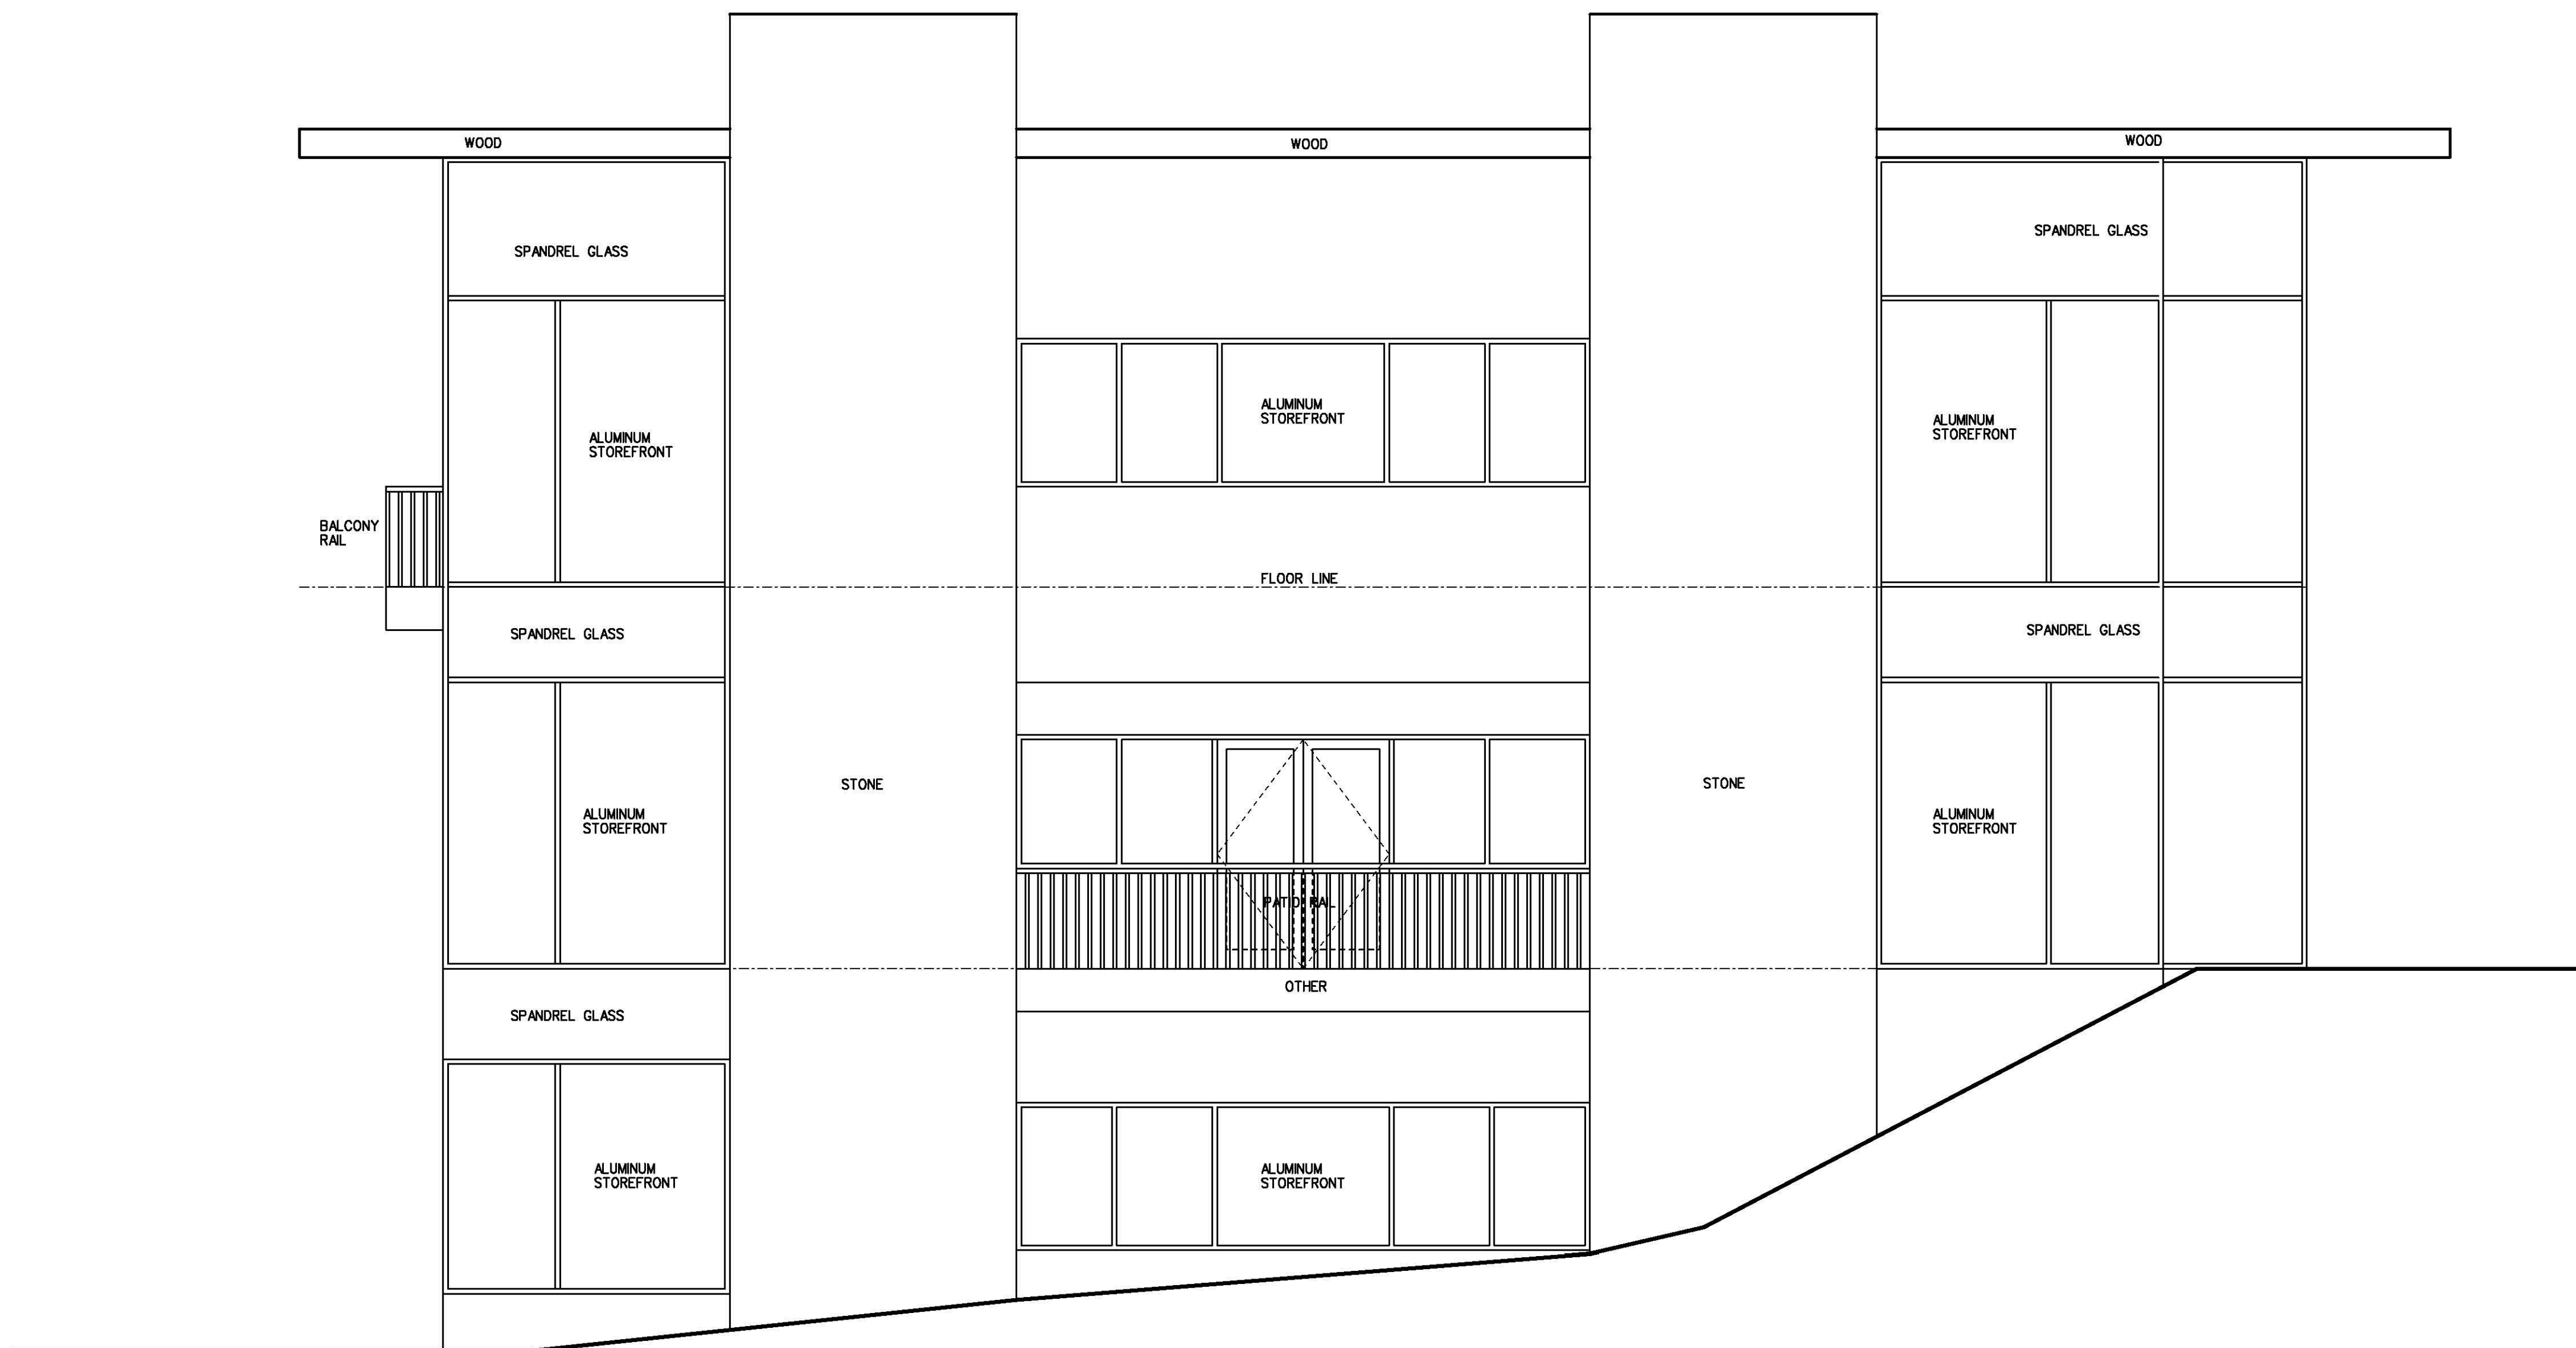 WOOD
WOOD
WOOD
SPANDREL GLASS
SPANDREL GLASS
ALUMINUM
STOREFRONT
ALUMINUM
STOREFRONT
ALUMINUM
STOREFRONT
BALCONY
RAIL
FLOOR LINE
SPANDREL GLASS
SPANDREL GLASS
STONE
STONE
ALUMINUM
STOREFRONT
ALUMINUM
STOREFRONT
PATIO RAIL
OTHER
SPANDREL GLASS
ALUMINUM
STOREFRONT
ALUMINUM
STOREFRONT